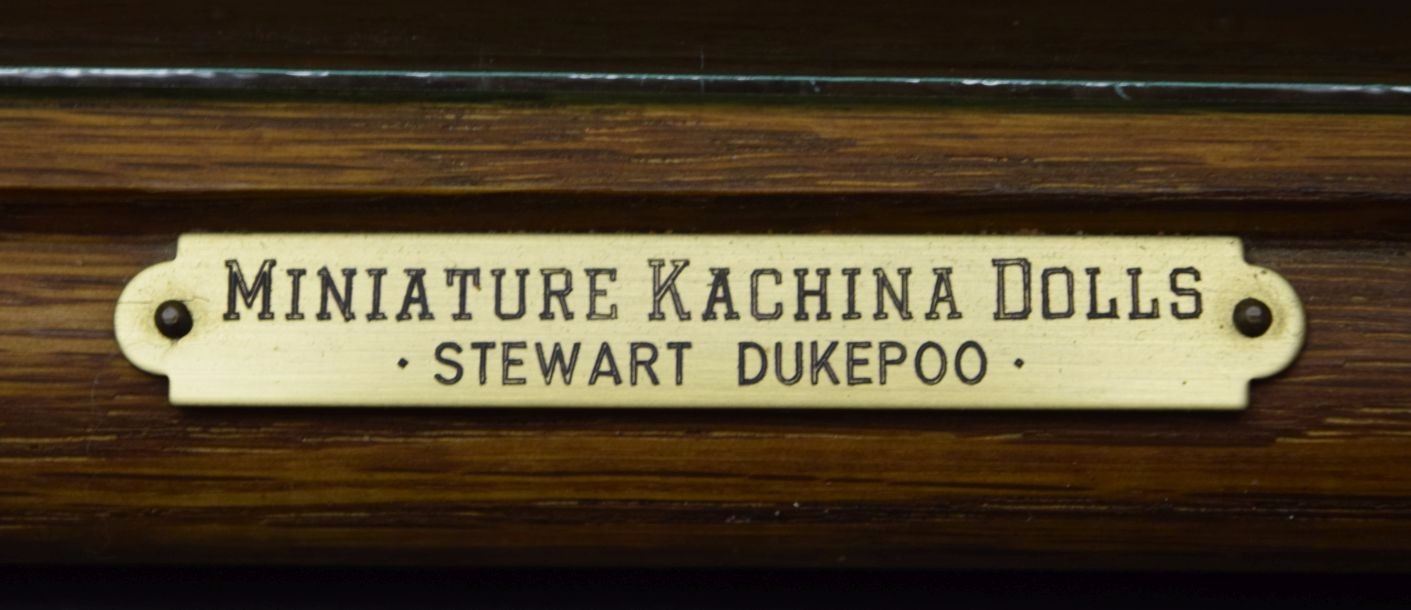 MINIATURE KACHINA DOLLS
· STEWART DUKEPOO ·